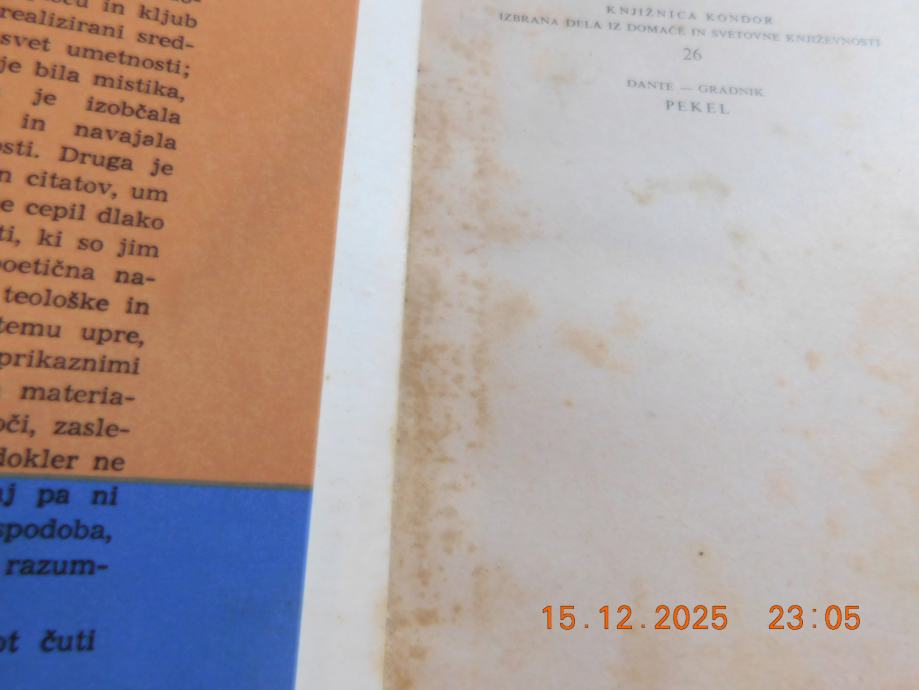 in kljub
realizirani sred-
svet umetnosti;
je bila mistika,
je izobčala
in navajala
osti. Druga je
n citatov, um
e cepil dlako
ti, ki so jim
poetična na-
teološke in
temu upre,
prikaznimi
materia-
oči, zasle-
dokler ne
aj pa ni
spodoba,
razum-
ot čuti
KNJIŽNICA KONDOR
IZBRANA DELA IZ DOMAČE IN SVETOVNE KNJIŽEVNOSTI
26
DANTE — GRADNIK
PEKEL
15.12.2025 23:05